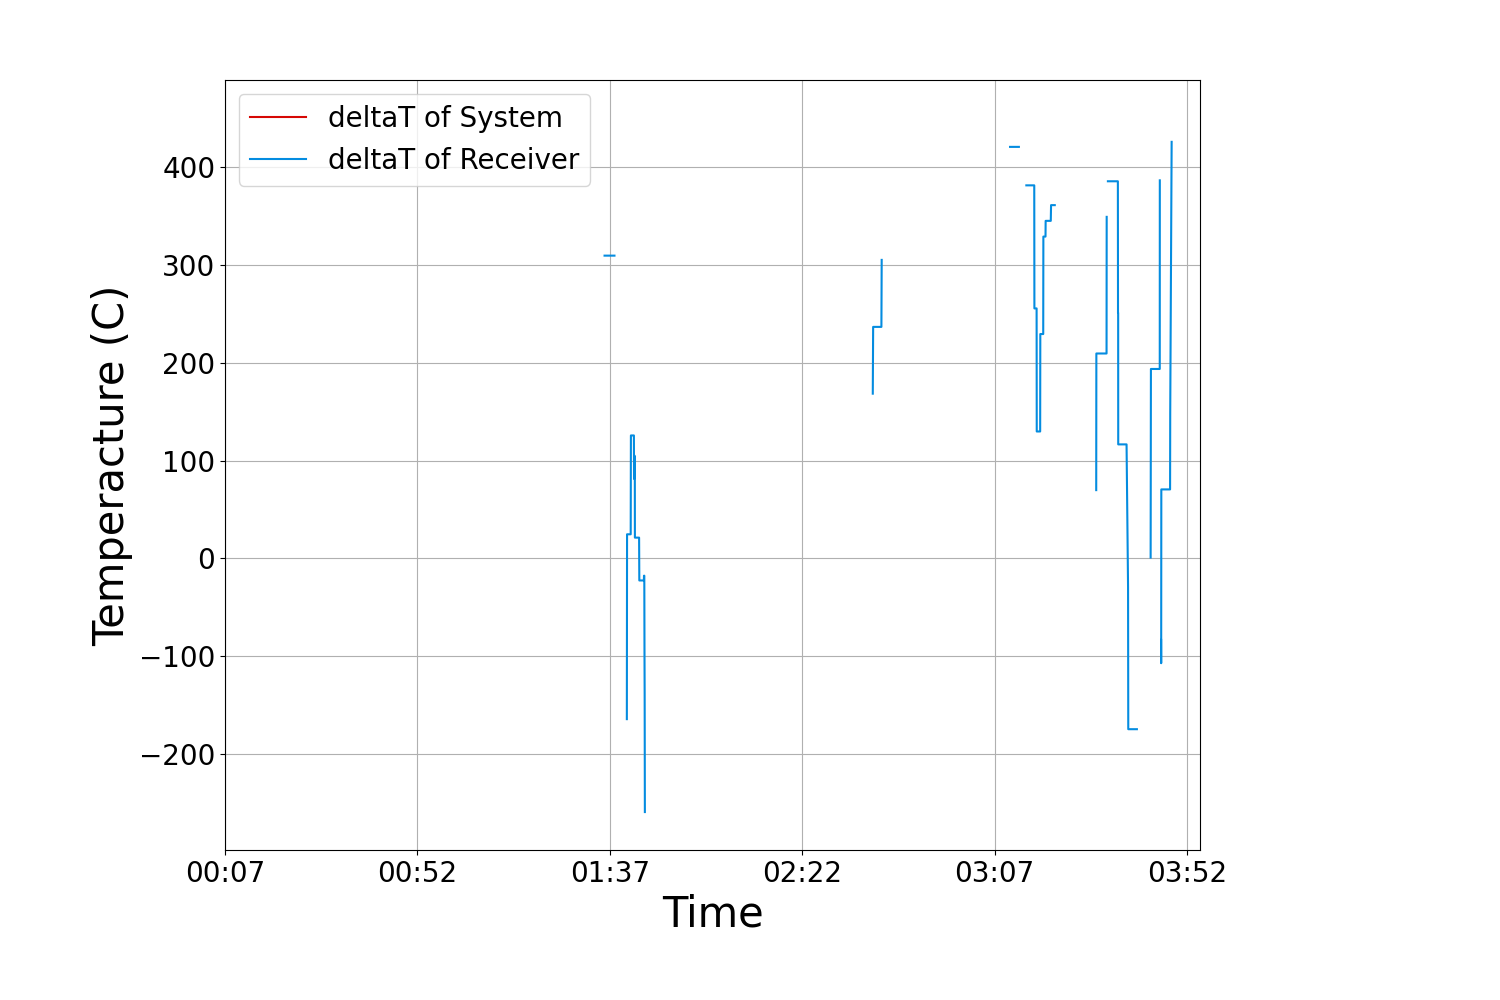 deltaT of System
deltaT of Receiver
Temperacture (C)
400
300
200
100
0
−100
−200
00:07 00:52 01:37 02:22 03:07 03:52
Time